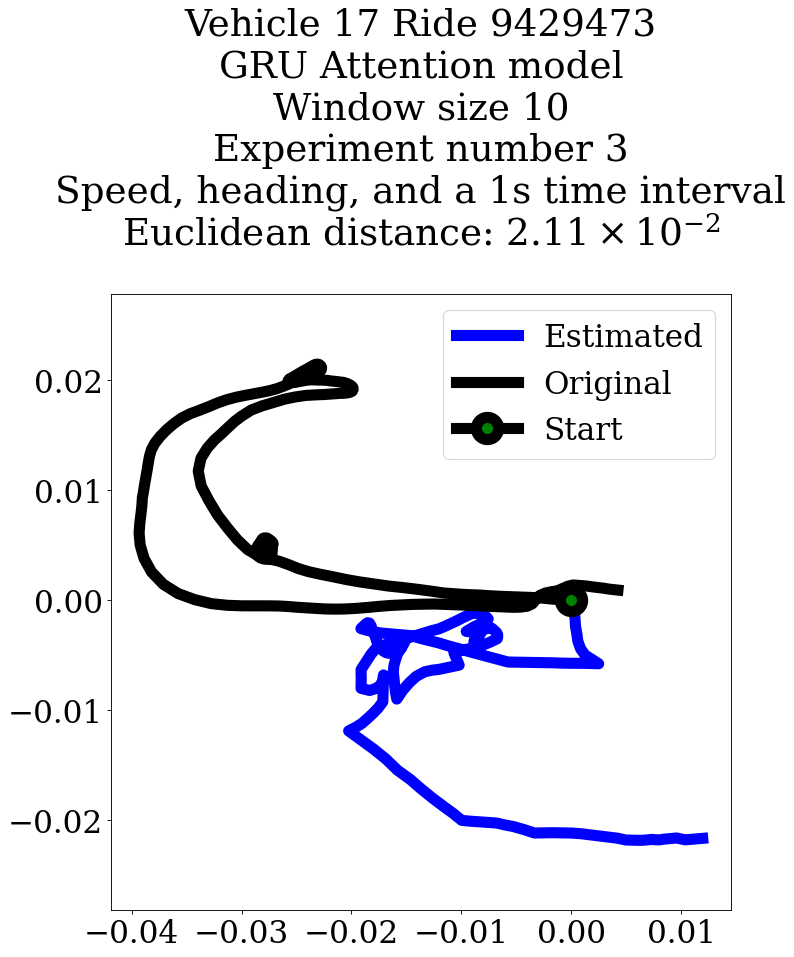 Vehicle 17 Ride 9429473
GRU Attention model
Window size 10
Experiment number 3
Speed, heading, and a 1s time interval
Euclidean distance: 2.11 × 10⁻²
Estimated
Original
Start
0.02
0.01
0.00
−0.01
−0.02
−0.04 −0.03 −0.02 −0.01 0.00 0.01